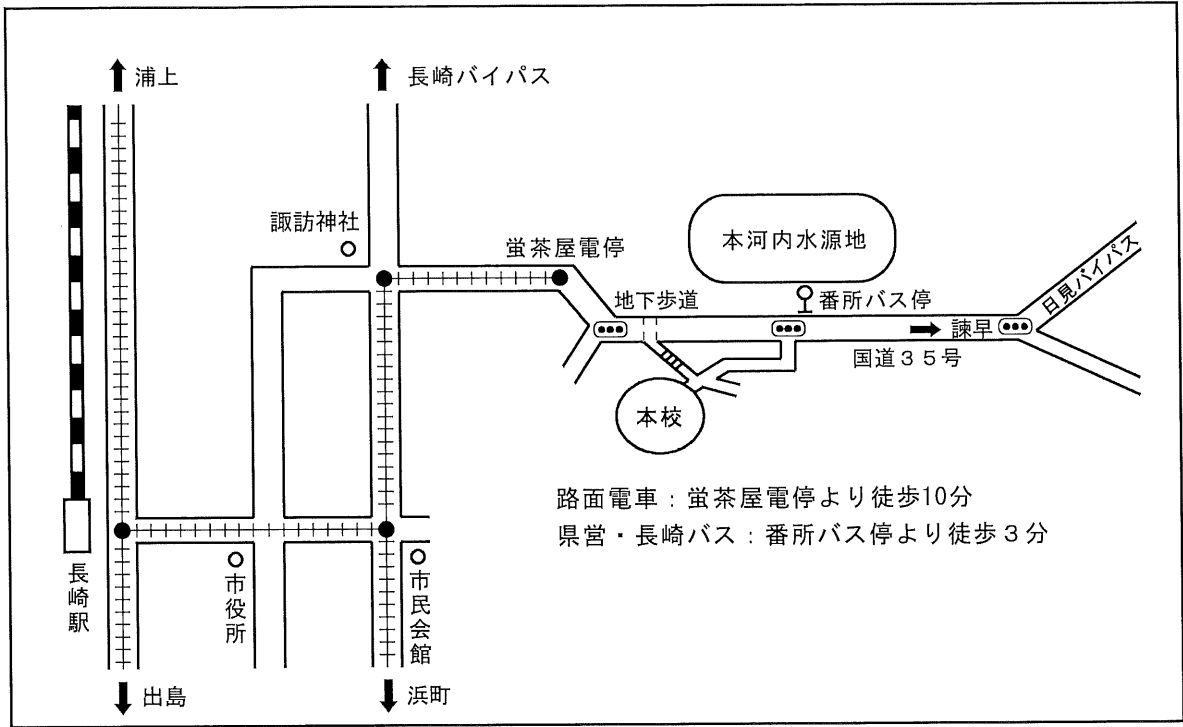 浦上
長崎バイパス
諏訪神社
蛍茶屋電停
本河内水源地
日見バイパス
地下歩道
番所バス停
諫早
国道35号
本校
路面電車：蛍茶屋電停より徒歩10分
県営・長崎バス：番所バス停より徒歩3分
長崎駅
市役所
市民会館
出島
浜町